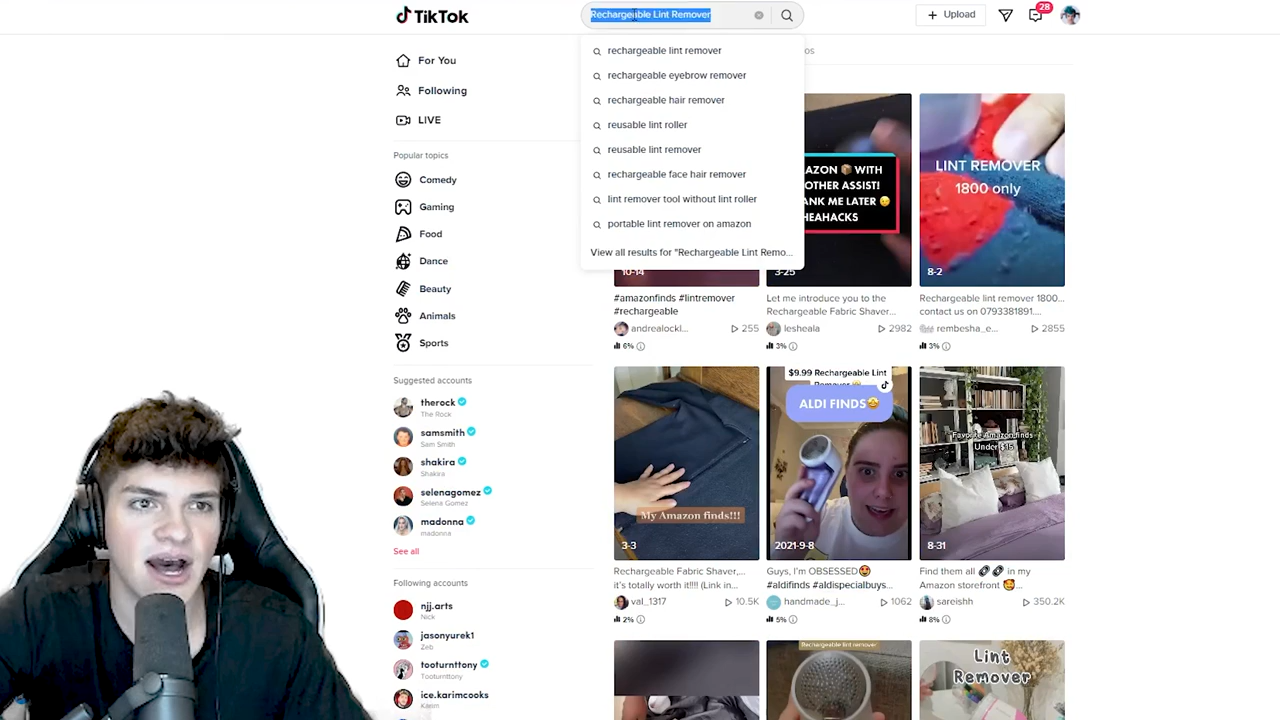 TikTok
Rechargeable Lint Remover
Upload
28
rechargeable lint remover
rechargeable eyebrow remover
rechargeable hair remover
reusable lint roller
reusable lint remover
rechargeable face hair remover
lint remover tool without lint roller
portable lint remover on amazon
View all results for "Rechargeable Lint Remo...
os
For You
Following
LIVE
Popular topics
Comedy
Gaming
Food
Dance
Beauty
Animals
Sports
Suggested accounts
therock
The Rock
samsmith
Sam Smith
shakira
Shakira
selenagomez
Selena Gomez
madonna
madonna
See all
Following accounts
njj.arts
Nick
jasonyurek1
Zeb
tooturnttony
Tooturnttony
ice.karimcooks
Karim
10-14
#amazonfinds #lintremover
#rechargeable
andrealockl...
255
6%
AZON 📦 WITH
OTHER ASSIST!
ANK ME LATER 😉
HEAHACKS
3-25
Let me introduce you to the
Rechargeable Fabric Shaver...
lesheala
2982
3%
LINT REMOVER
1800 only
8-2
Rechargeable lint remover 1800...
contact us on 0793381891....
rembesha_e...
2855
3%
My Amazon finds!!!
3-3
Rechargeable Fabric Shaver,...
it's totally worth it!!!! (Link in...
val_1317
10.5K
2%
$9.99 Rechargeable Lint
ALDI FINDS🤩
2021-9-8
Guys, I'm OBSESSED🤩
#aldifinds #aldispecialbuys...
handmade_j...
1062
5%
Favorite Amazon finds
Under $15
8-31
Find them all 🔗🔗 in my
Amazon storefront 🥰...
sareishh
350.2K
8%
Rechargeable lint remover
Lint
Remover